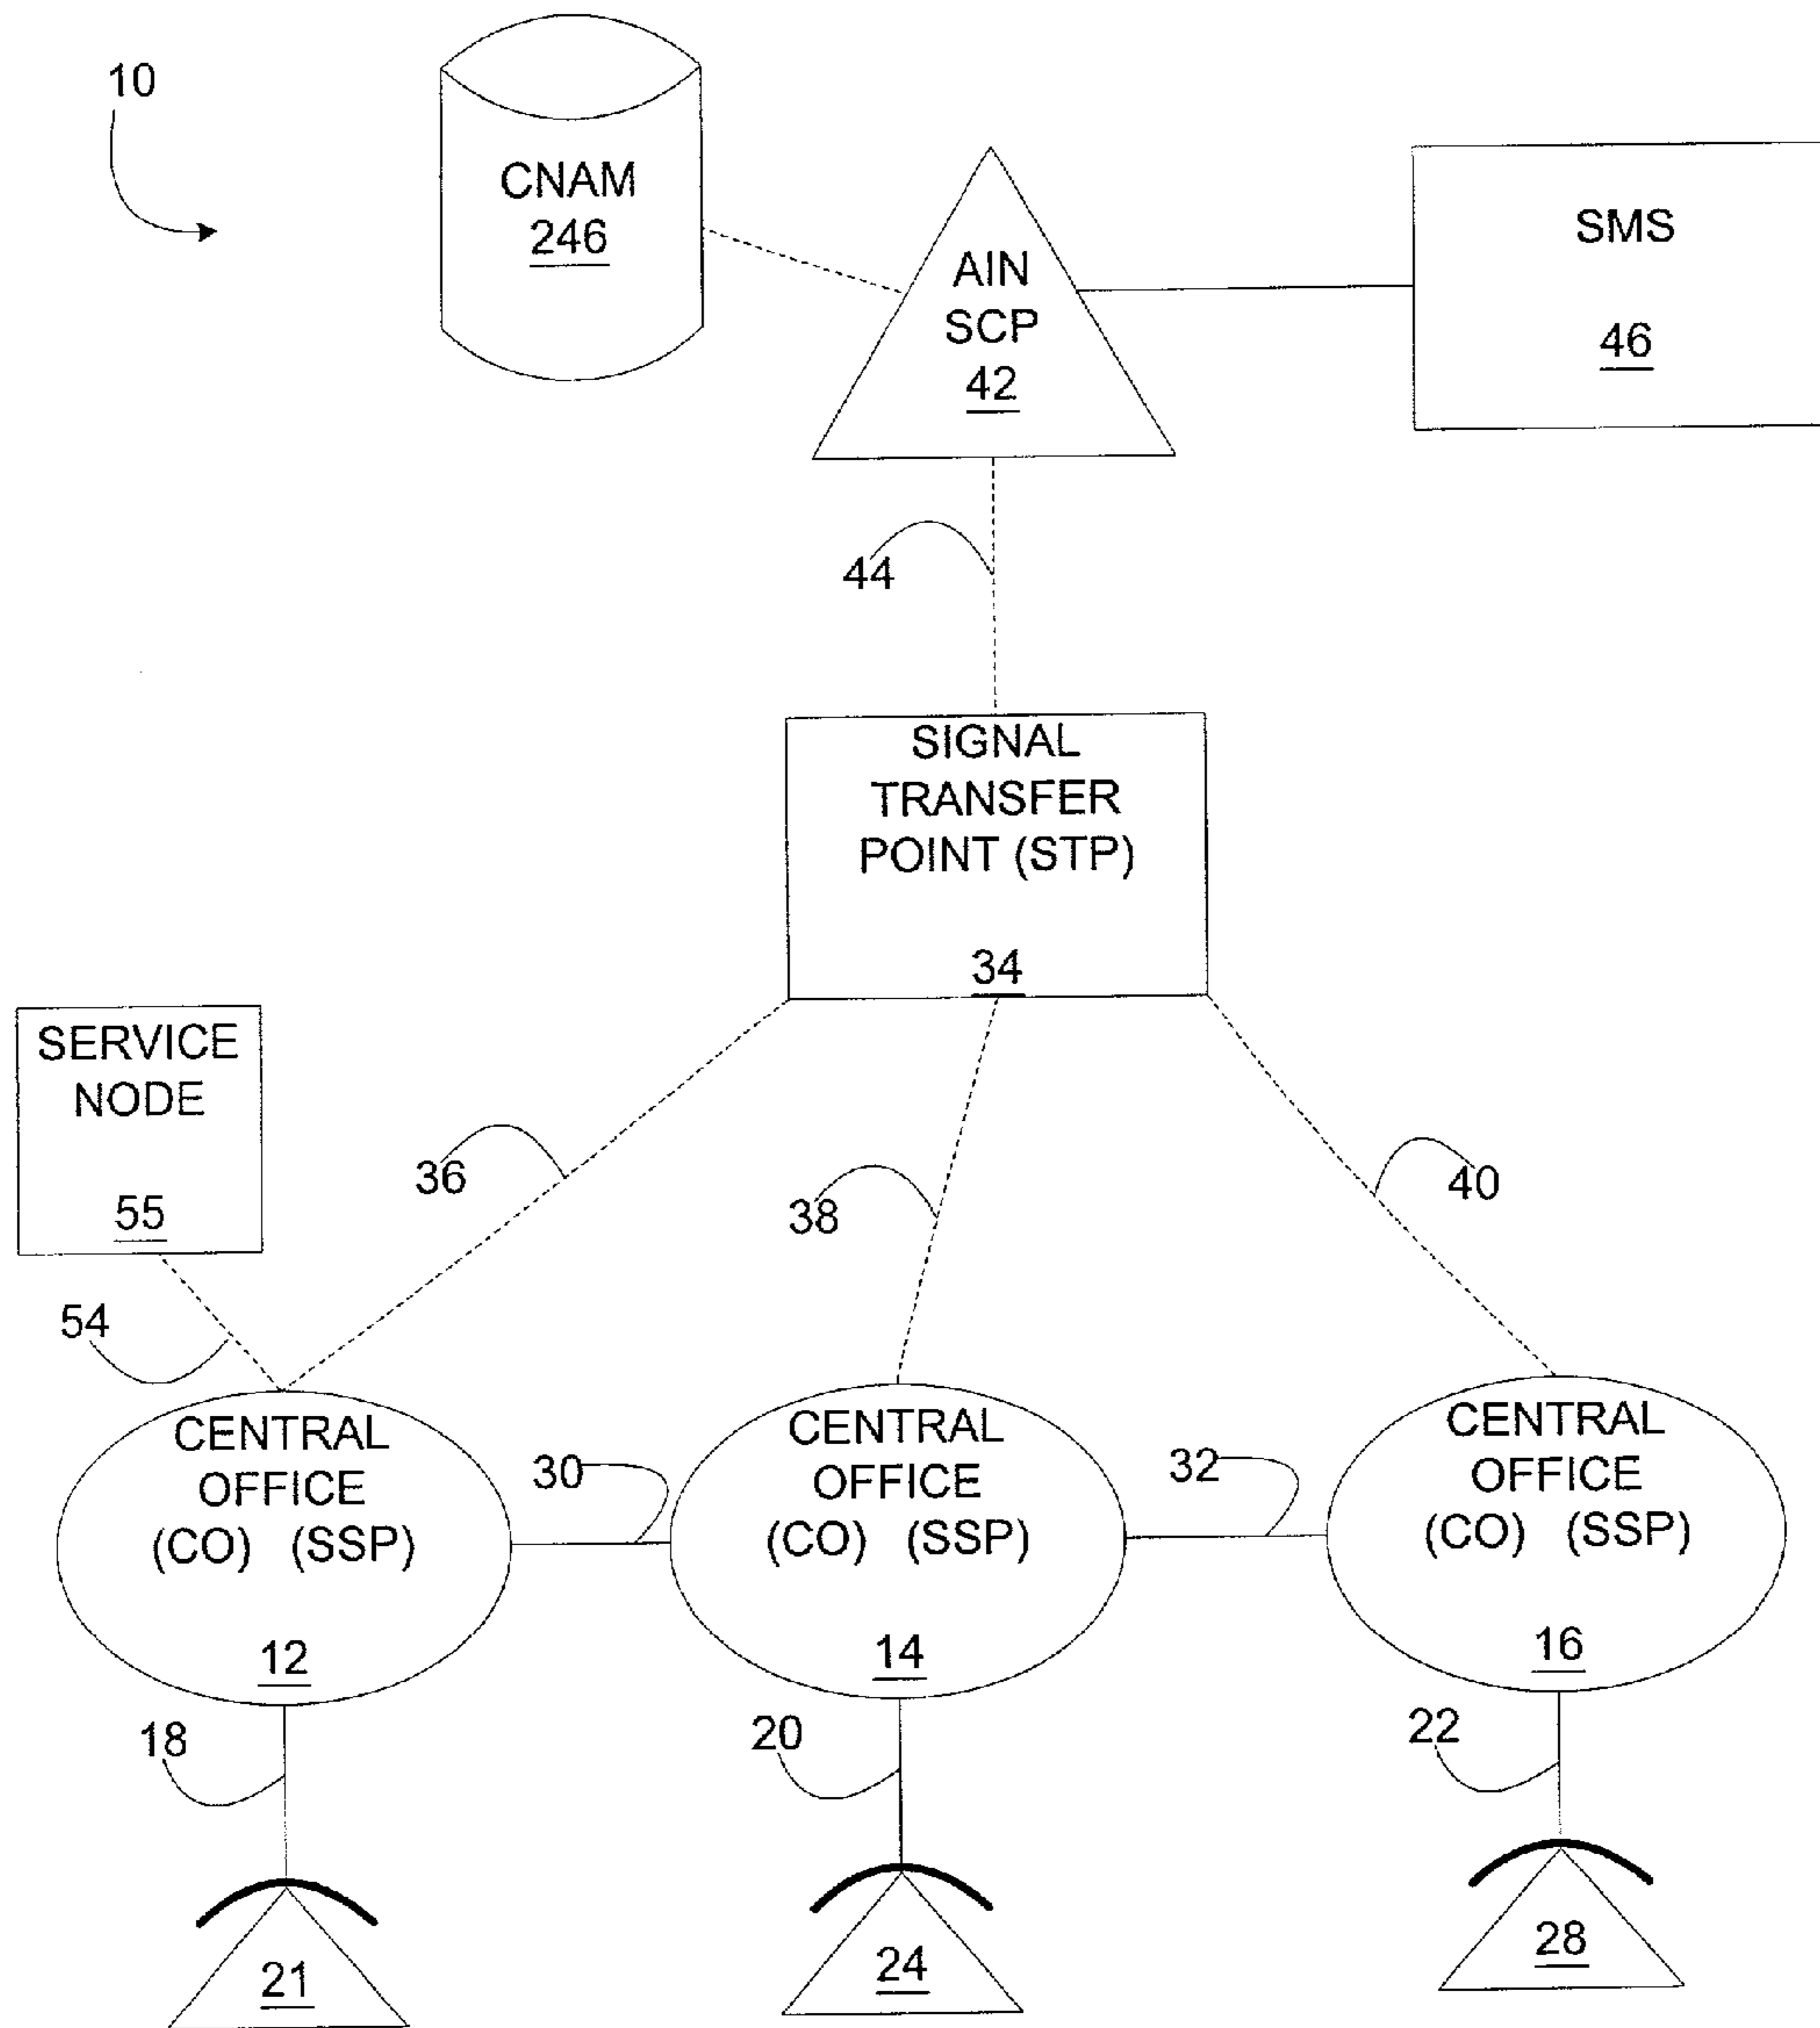 10
CNAM
246
AIN
SCP
42
SMS
46
44
SIGNAL
TRANSFER
POINT (STP)
34
SERVICE
NODE
55
36
38
40
54
CENTRAL
OFFICE
(CO) (SSP)
12
30
CENTRAL
OFFICE
(CO) (SSP)
14
32
CENTRAL
OFFICE
(CO) (SSP)
16
18
20
22
21
24
28